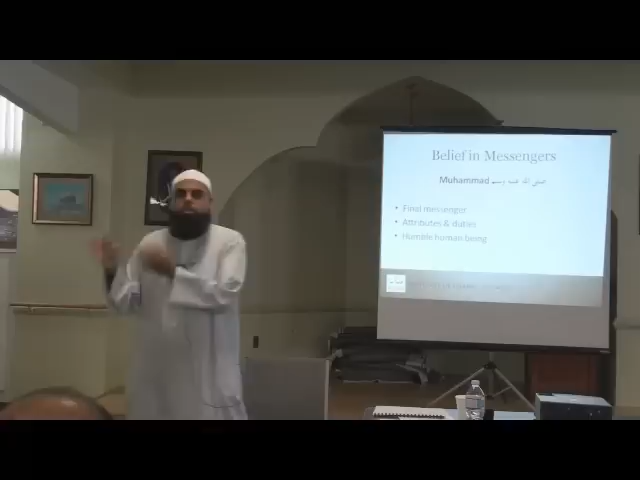 Belief in Messengers
Muhammad صلى الله عليه وسلم
• Final messenger
• Attributes & duties
• Humble human being